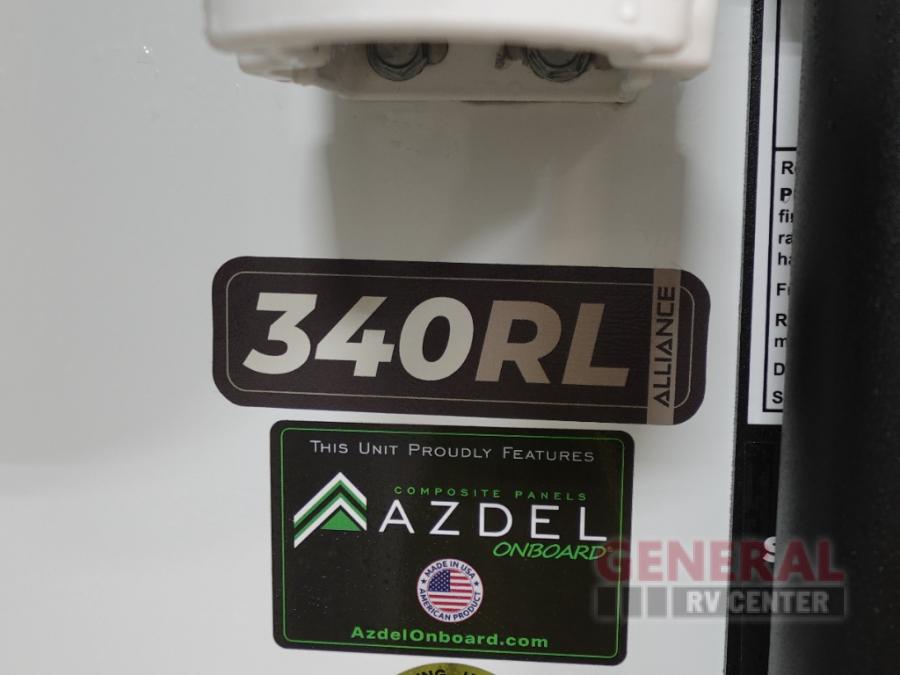 340RL
ALLIANCE
THIS UNIT PROUDLY FEATURES
COMPOSITE PANELS
AZDEL
ONBOARD
MADE IN USA
AMERICAN PRODUCT
AzdelOnboard.com
GENERAL
RV CENTER